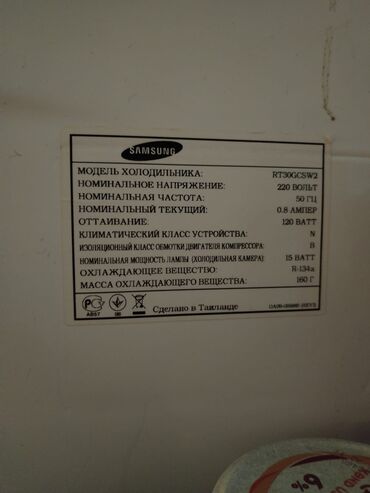 SAMSUNG
МОДЕЛЬ ХОЛОДИЛЬНИКА: RT30GCSW2
НОМИНАЛЬНОЕ НАПРЯЖЕНИЕ: 220 ВОЛЬТ
НОМИНАЛЬНАЯ ЧАСТОТА: 50 ГЦ
НОМИНАЛЬНЫЙ ТЕКУЩИЙ: 0.8 АМПЕР
ОТТАИВАНИЕ: 120 ВАТТ
КЛИМАТИЧЕСКИЙ КЛАСС УСТРОЙСТВА: N
ИЗОЛЯЦИОННЫЙ КЛАСС ОБМОТКИ ДВИГАТЕЛЯ КОМПРЕССОРА: B
НОМИНАЛЬНАЯ МОЩНОСТЬ ЛАМПЫ (ХОЛОДИЛЬНАЯ КАМЕРА): 15 ВАТТ
ОХЛАЖДАЮЩЕЕ ВЕЩЕСТВО: R-134a
МАССА ОХЛАЖДАЮЩЕГО ВЕЩЕСТВА: 160 Г
АВ57
Сделано в Таиланде
6%